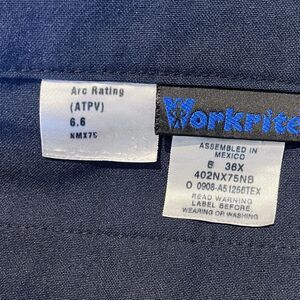 Arc Rating
(ATPV)
6.6
NMX75
Workrite
ASSEMBLED IN
MEXICO
36X
402NX75NB
O 0908-A51256TEX
READ WARNING
LABEL BEFORE
WEARING OR WASHING